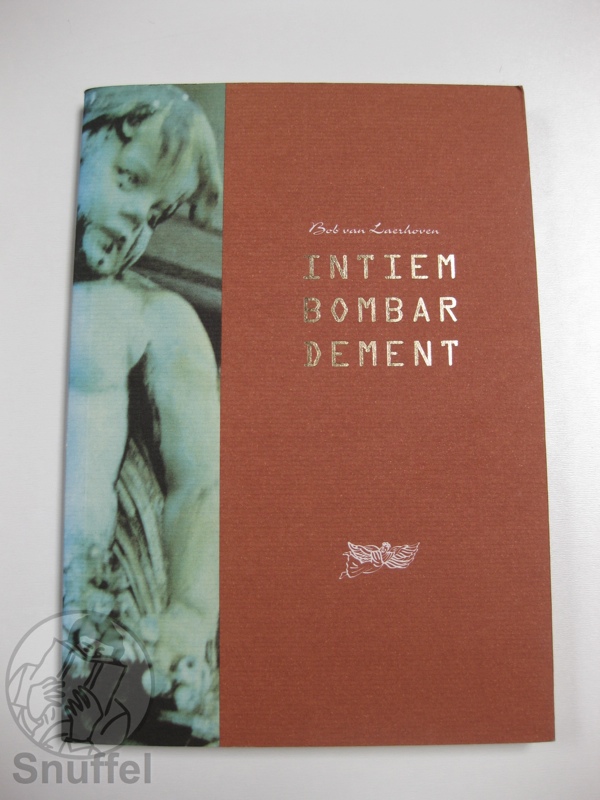 Bob van Laerhoven
INTIEM
BOMBAR
DEMENT
Snuffel